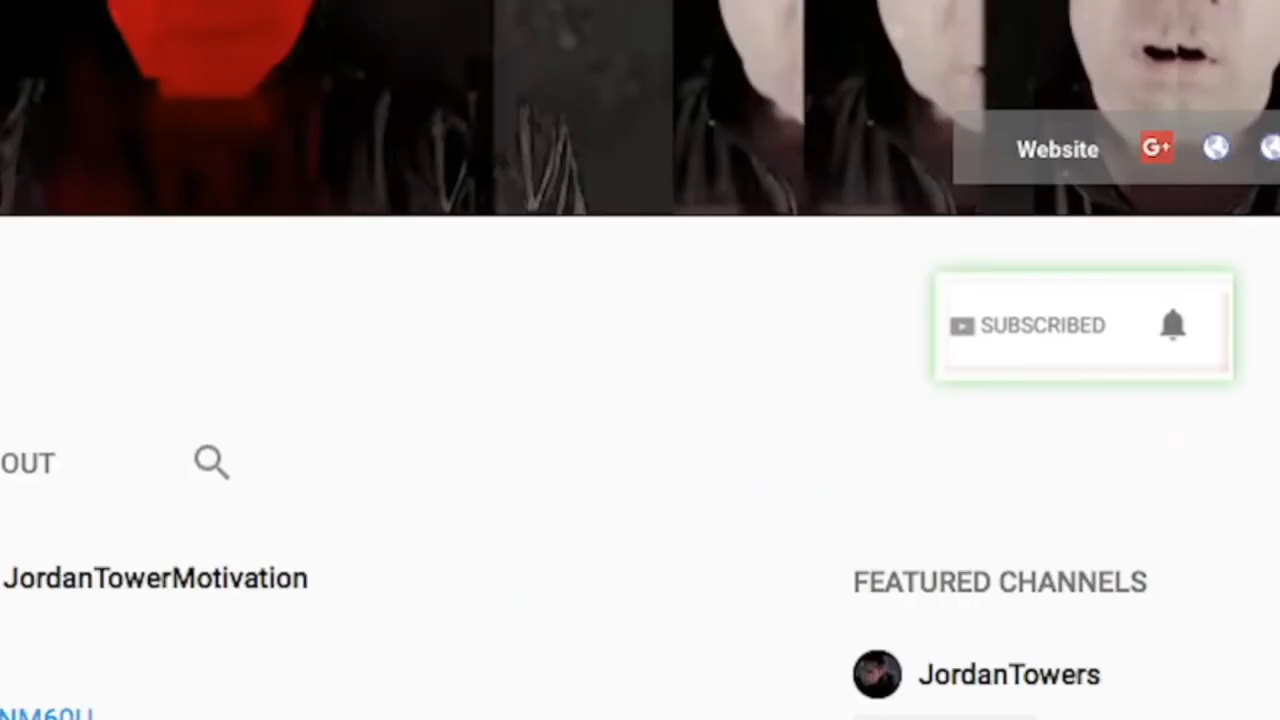 Website G+
SUBSCRIBED
OUT
JordanTowerMotivation
FEATURED CHANNELS
JordanTowers